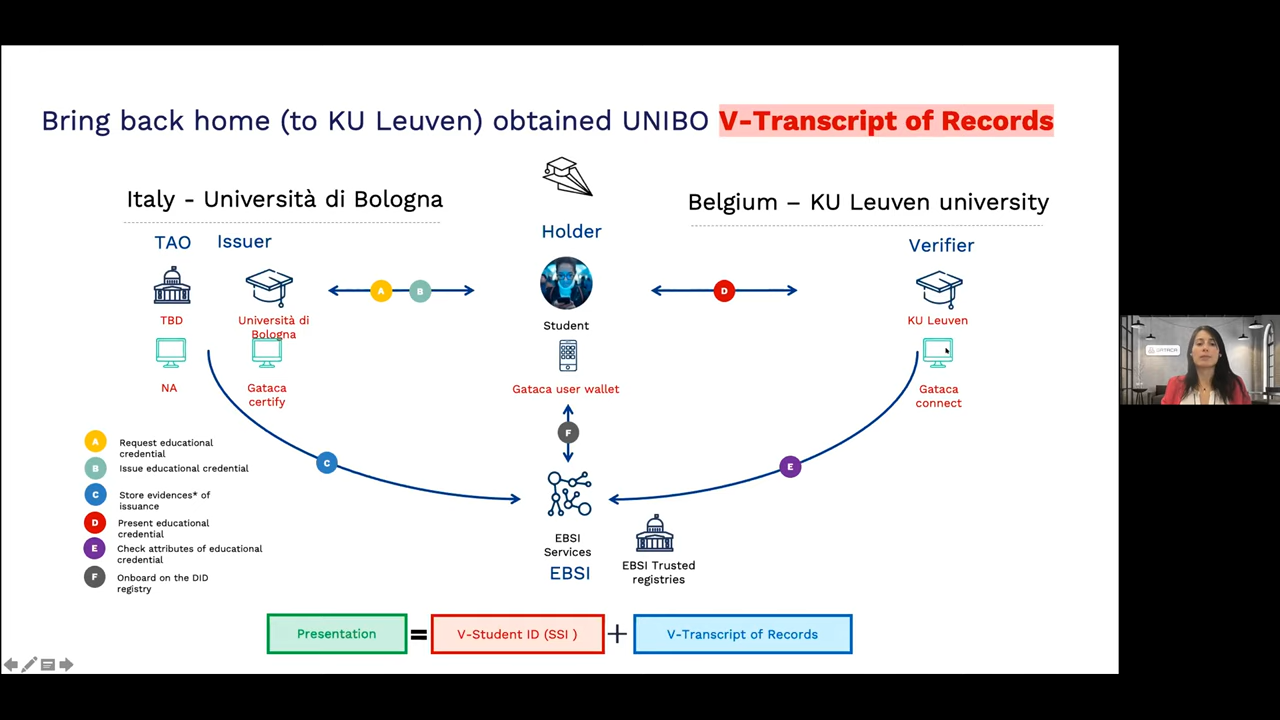 Bring back home (to KU Leuven) obtained UNIBO V-Transcript of Records
Italy - Università di Bologna
Belgium – KU Leuven university
TAO
Issuer
Holder
Verifier
A
B
D
TBD
Università di
Bologna
Student
KU Leuven
NA
Gataca
certify
Gataca user wallet
Gataca
connect
F
C
E
A
Request educational
credential
B
Issue educational credential
C
Store evidences* of
issuance
D
Present educational
credential
E
Check attributes of educational
credential
F
Onboard on the DID
registry
EBSI
Services
EBSI
EBSI Trusted
registries
Presentation
=
V-Student ID (SSI )
+
V-Transcript of Records